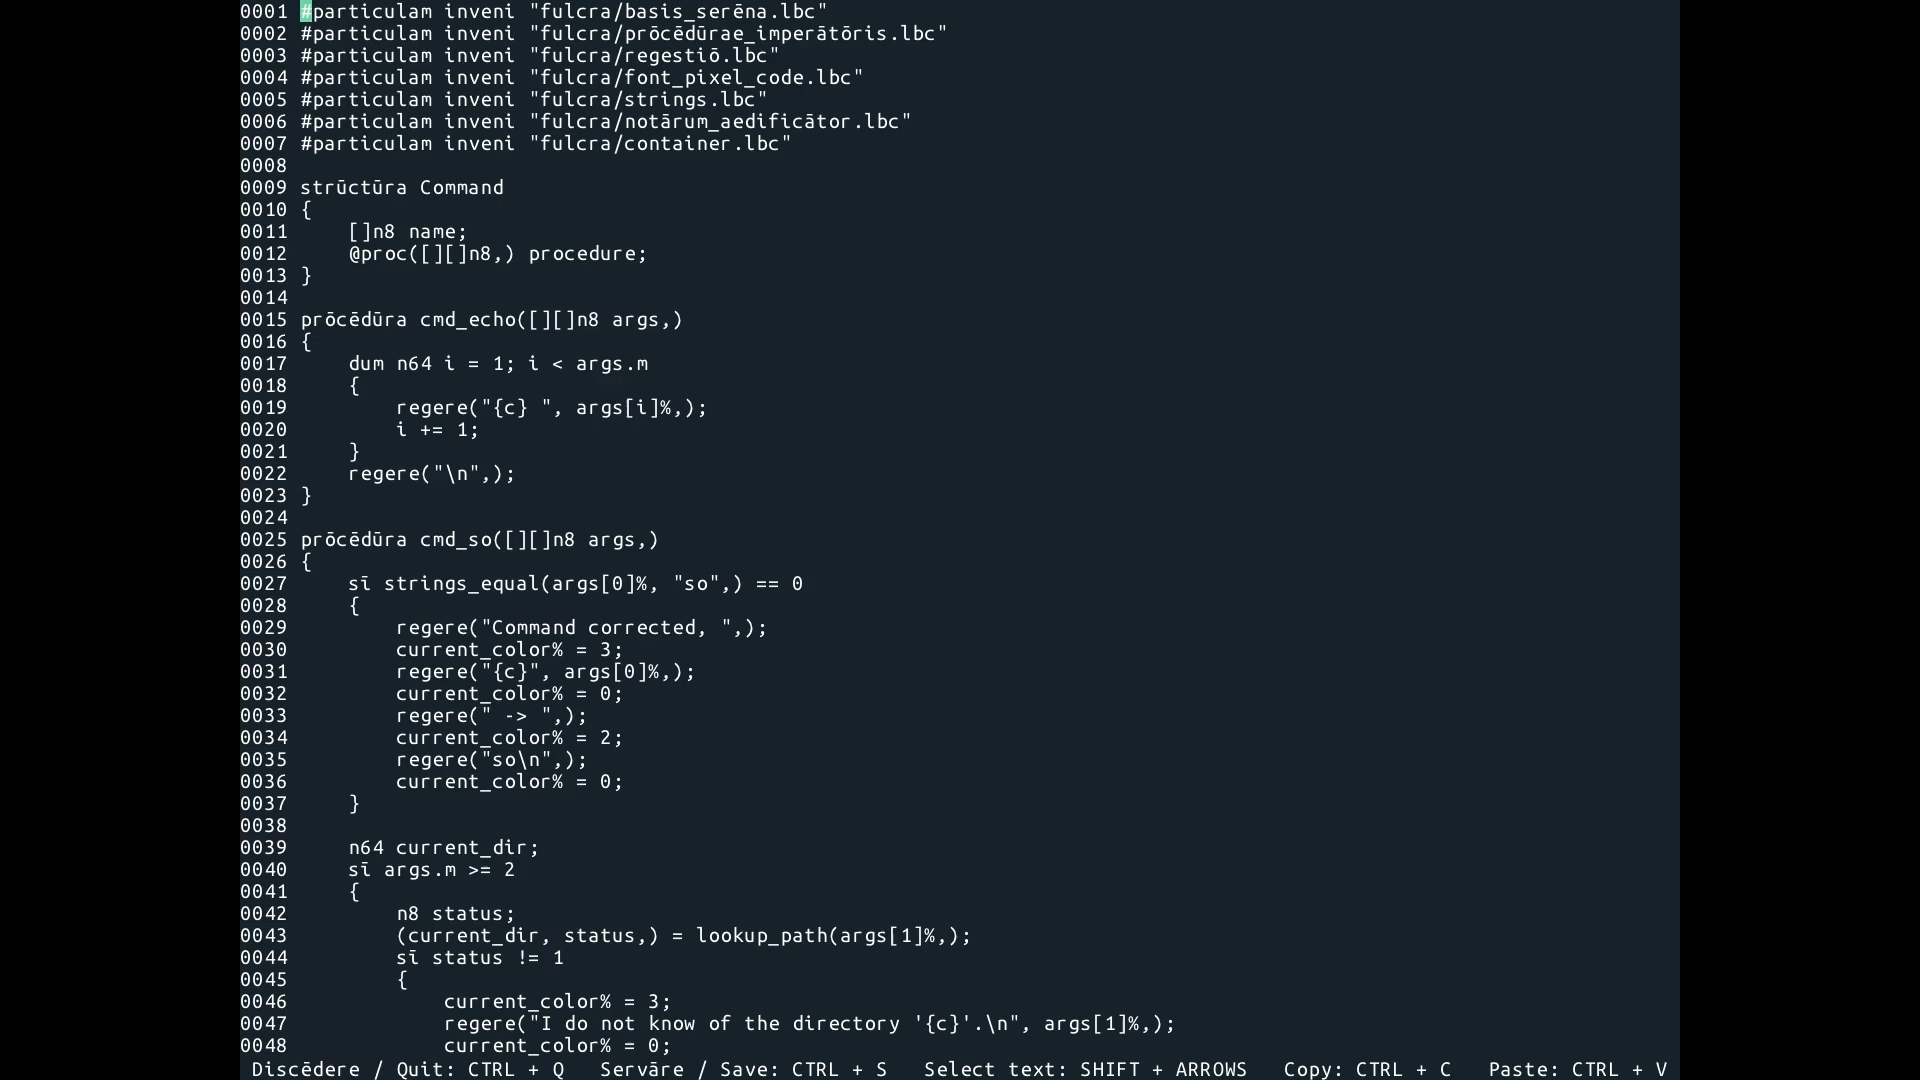 0001 #particulam inveni "fulcra/basis_serēna.lbc"
0002 #particulam inveni "fulcra/prōcēdūrae_imperātōris.lbc"
0003 #particulam inveni "fulcra/regestiō.lbc"
0004 #particulam inveni "fulcra/font_pixel_code.lbc"
0005 #particulam inveni "fulcra/strings.lbc"
0006 #particulam inveni "fulcra/notārum_aedificātor.lbc"
0007 #particulam inveni "fulcra/container.lbc"
0008
0009 strūctūra Command
0010 {
0011     []n8 name;
0012     @proc([][]n8,) procedure;
0013 }
0014
0015 prōcēdūra cmd_echo([][]n8 args,)
0016 {
0017     dum n64 i = 1; i < args.m
0018     {
0019         regere("{c} ", args[i]%,);
0020         i += 1;
0021     }
0022     regere("\n",);
0023 }
0024
0025 prōcēdūra cmd_so([][]n8 args,)
0026 {
0027     sī strings_equal(args[0]%, "so",) == 0
0028     {
0029         regere("Command corrected, ",);
0030         current_color% = 3;
0031         regere("{c}", args[0]%,);
0032         current_color% = 0;
0033         regere(" -> ",);
0034         current_color% = 2;
0035         regere("so\n",);
0036         current_color% = 0;
0037     }
0038
0039     n64 current_dir;
0040     sī args.m >= 2
0041     {
0042         n8 status;
0043         (current_dir, status,) = lookup_path(args[1]%,);
0044         sī status != 1
0045         {
0046             current_color% = 3;
0047             regere("I do not know of the directory '{c}'.\n", args[1]%,);
0048             current_color% = 0;
Discēdere / Quit: CTRL + Q   Servāre / Save: CTRL + S   Select text: SHIFT + ARROWS   Copy: CTRL + C   Paste: CTRL + V